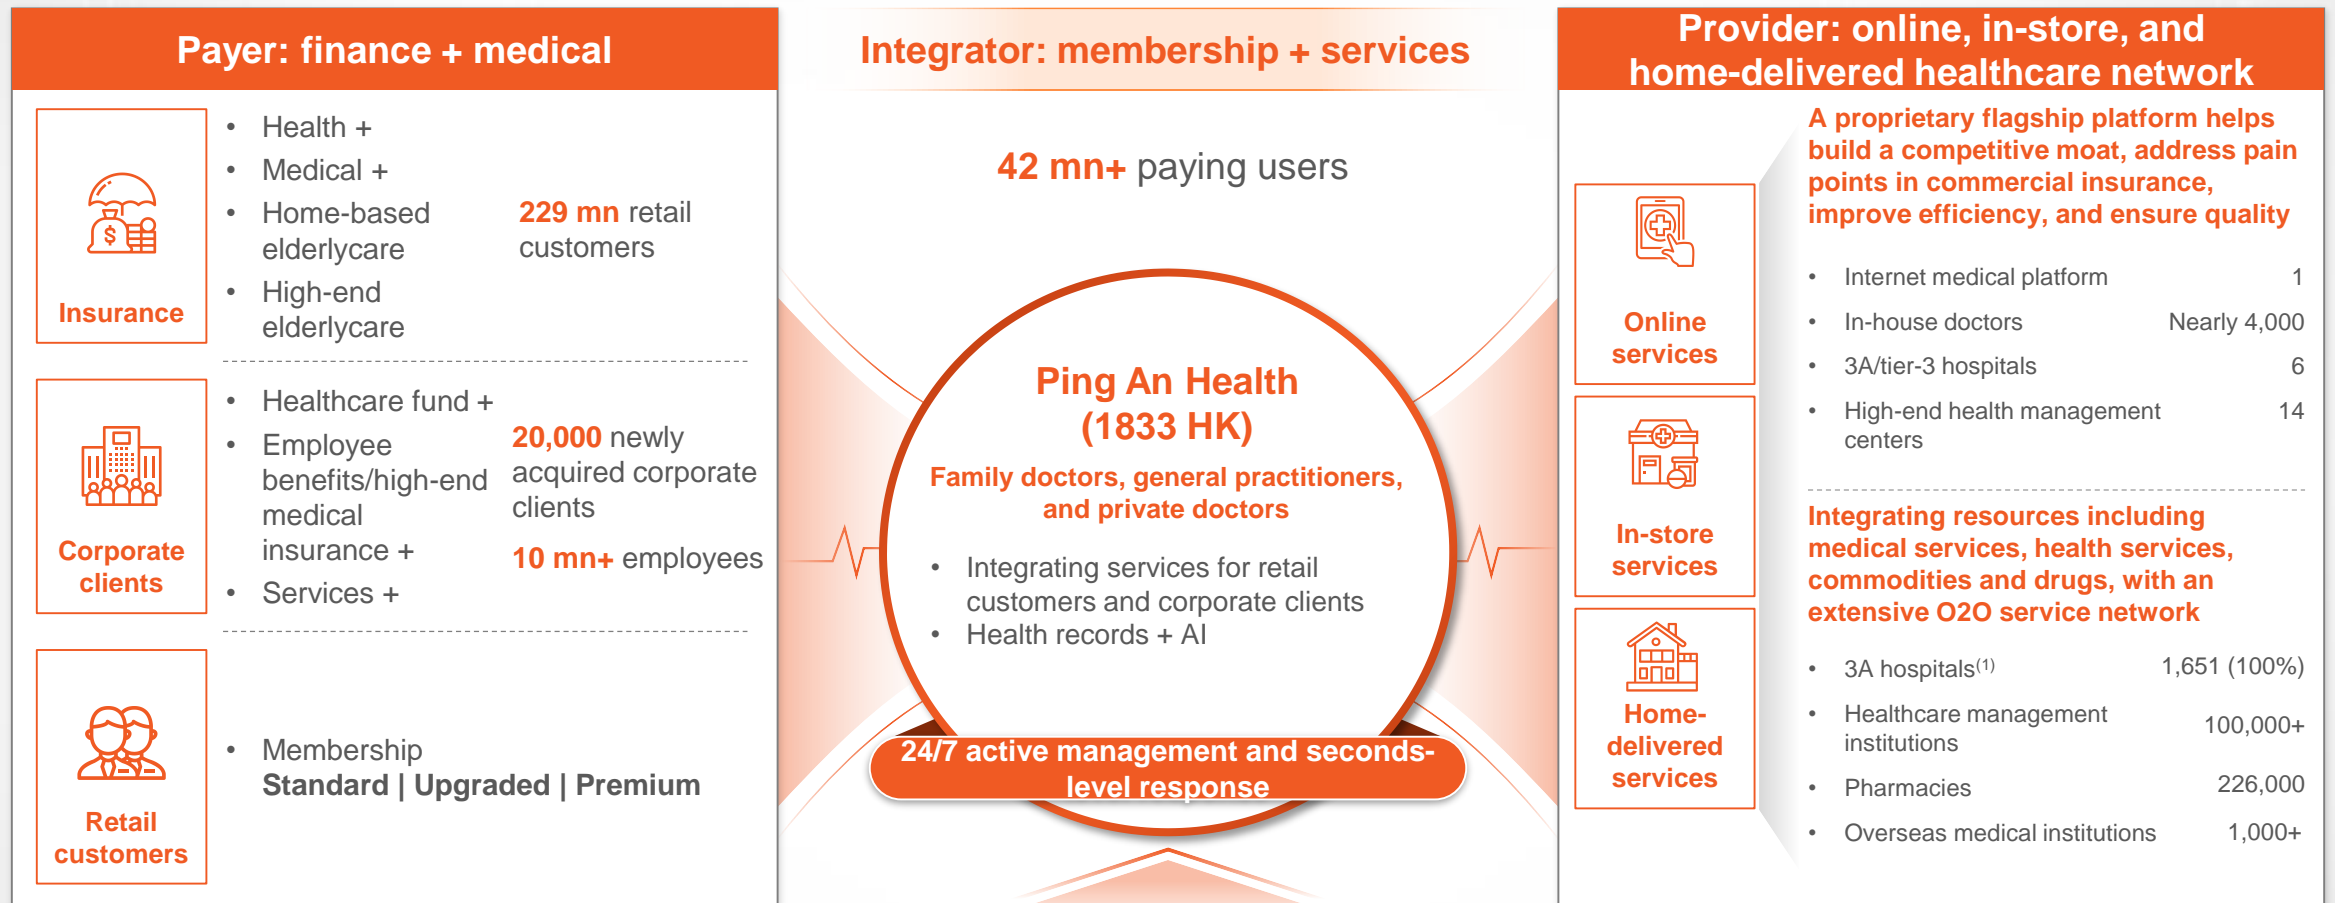 Payer: finance + medical
Insurance
• Health +
• Medical +
• Home-based
elderlycare
• High-end
elderlycare
229 mn retail
customers
Corporate
clients
• Healthcare fund +
• Employee
benefits/high-end
medical
insurance +
• Services +
20,000 newly
acquired corporate
clients
10 mn+ employees
Retail
customers
• Membership
Standard | Upgraded | Premium
Integrator: membership + services
42 mn+ paying users
Ping An Health
(1833 HK)
Family doctors, general practitioners,
and private doctors
• Integrating services for retail
customers and corporate clients
• Health records + AI
24/7 active management and seconds-
level response
Provider: online, in-store, and
home-delivered healthcare network
Online
services
In-store
services
Home-
delivered
services
A proprietary flagship platform helps
build a competitive moat, address pain
points in commercial insurance,
improve efficiency, and ensure quality
• Internet medical platform 1
• In-house doctors Nearly 4,000
• 3A/tier-3 hospitals 6
• High-end health management 14
centers
Integrating resources including
medical services, health services,
commodities and drugs, with an
extensive O2O service network
• 3A hospitals(1) 1,651 (100%)
• Healthcare management
institutions 100,000+
• Pharmacies 226,000
• Overseas medical institutions 1,000+